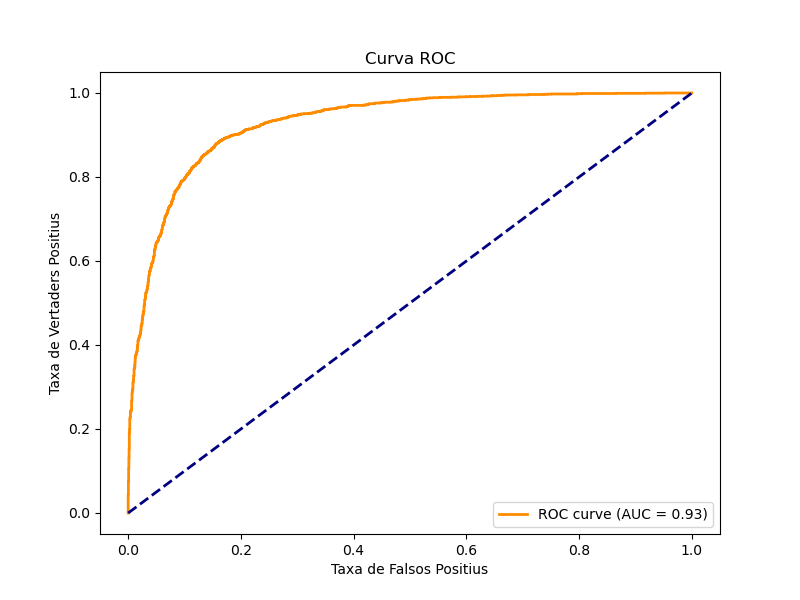 Curva ROC
1.0
0.8
0.6
0.4
0.2
0.0
Taxa de Vertaders Positius
0.0 0.2 0.4 0.6 0.8 1.0
Taxa de Falsos Positius
ROC curve (AUC = 0.93)